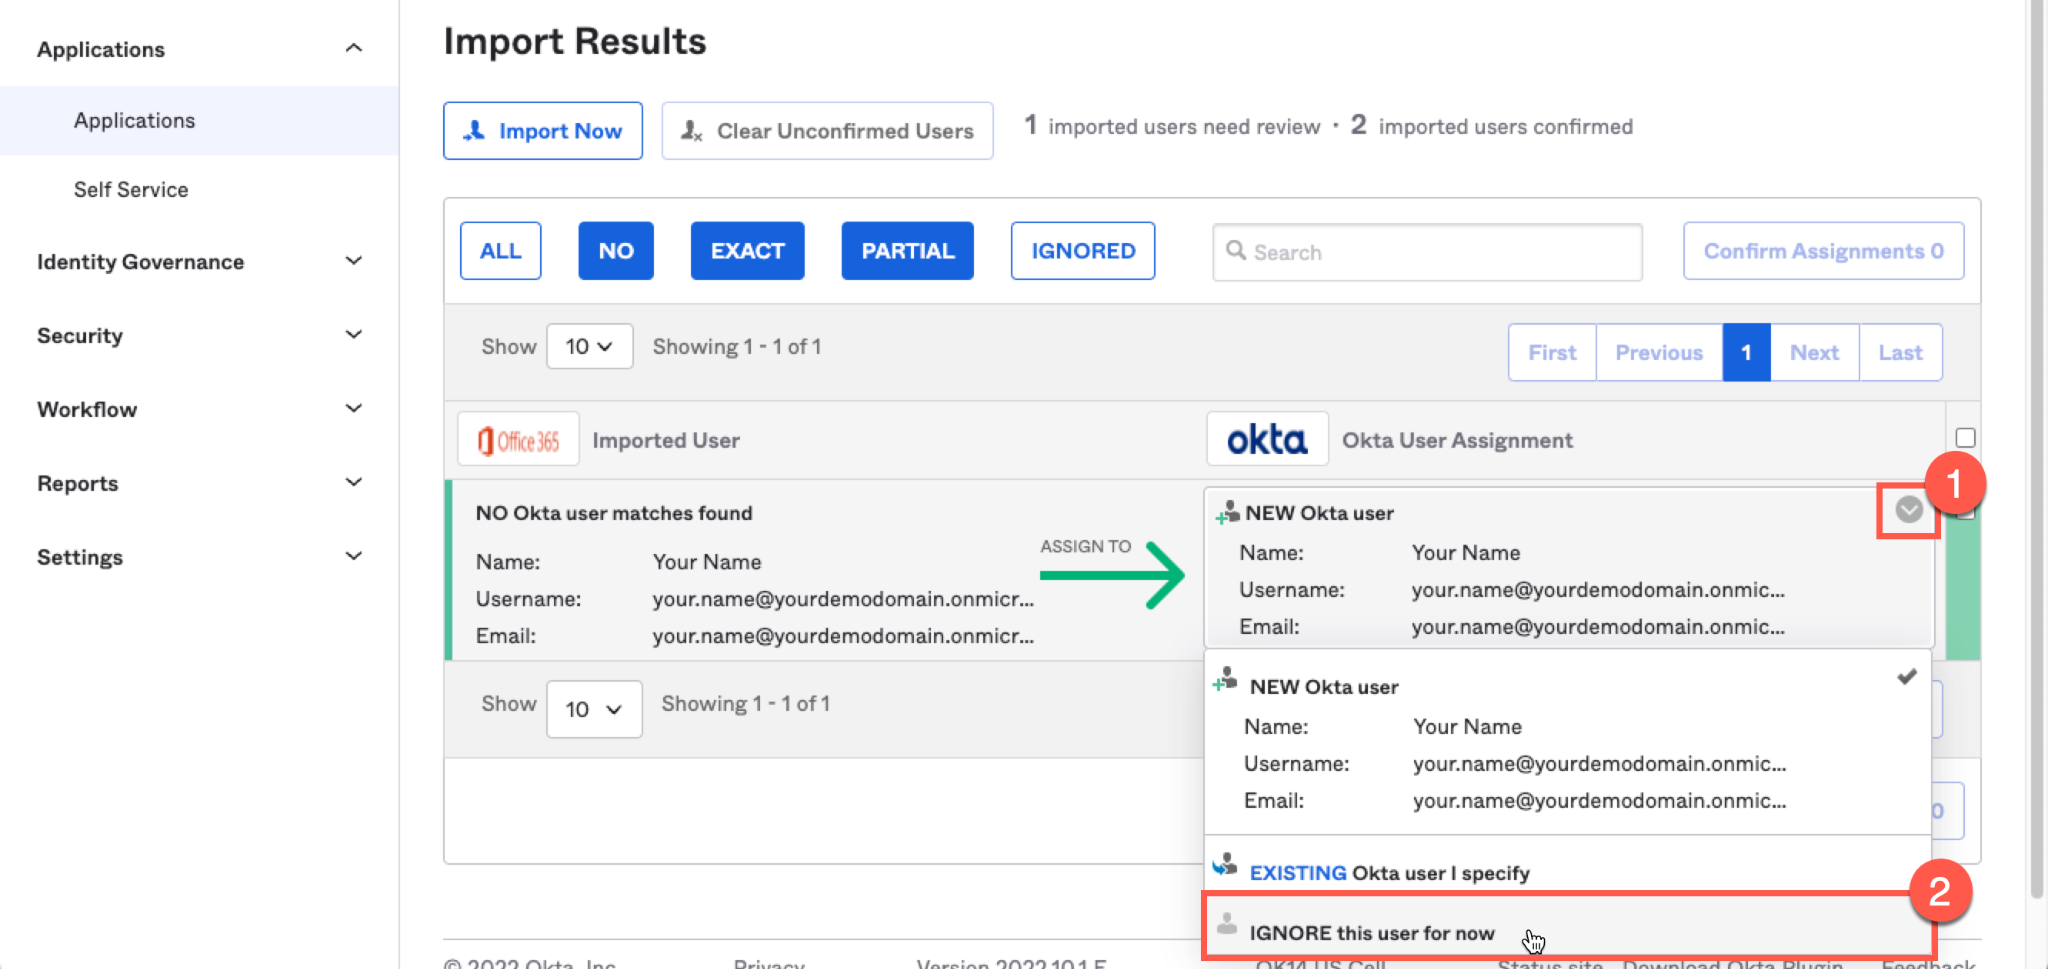 Applications
Applications
Self Service
Identity Governance
Security
Workflow
Reports
Settings
Import Results
Import Now
Clear Unconfirmed Users
1 imported users need review · 2 imported users confirmed
ALL
NO
EXACT
PARTIAL
IGNORED
Search
Confirm Assignments 0
Show 10 Showing 1 - 1 of 1
First Previous 1 Next Last
Office 365 Imported User
okta Okta User Assignment
1
NO Okta user matches found
Name: Your Name
Username: your.name@yourdemodomain.onmicr...
Email: your.name@yourdemodomain.onmicr...
ASSIGN TO
NEW Okta user
Name: Your Name
Username: your.name@yourdemodomain.onmic...
Email: your.name@yourdemodomain.onmic...
Show 10 Showing 1 - 1 of 1
NEW Okta user
Name: Your Name
Username: your.name@yourdemodomain.onmic...
Email: your.name@yourdemodomain.onmic...
0
EXISTING Okta user I specify
2
IGNORE this user for now
© 2022 Okta, Inc. Privacy Version 2022.10.1 E OK14 US Cell Status site Download Okta Plugin Feedback